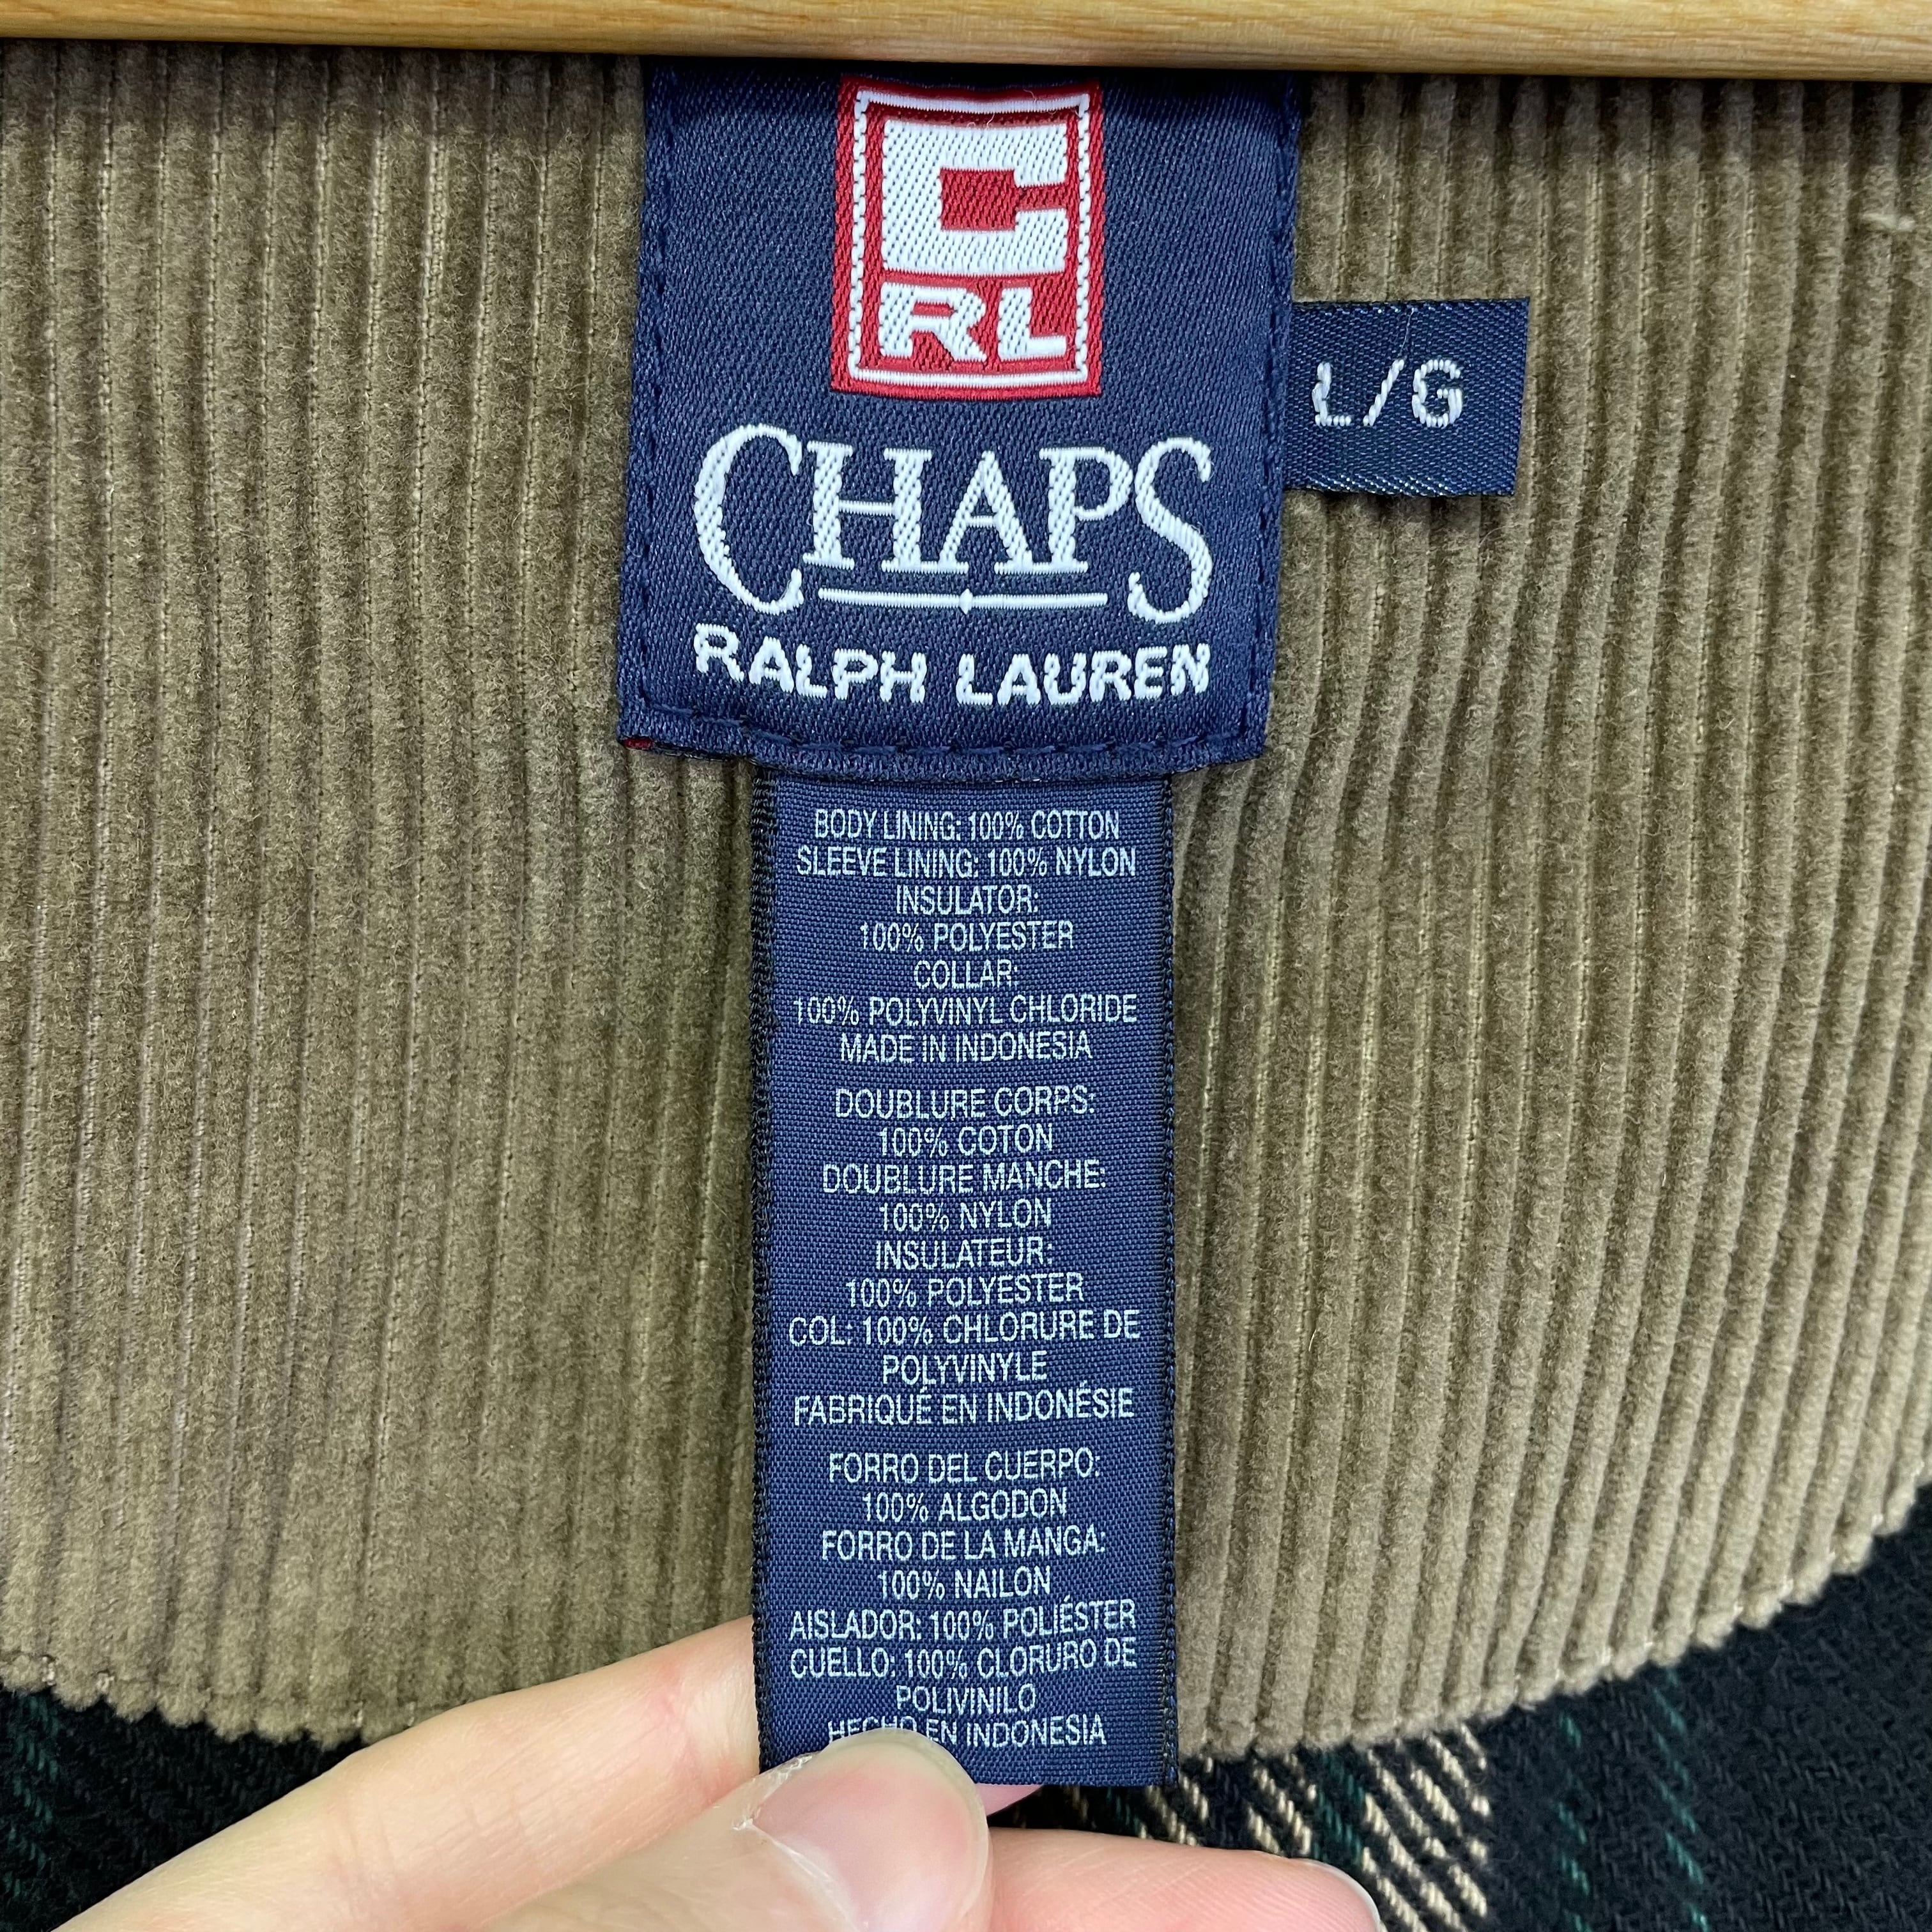 C
RL
CHAPS
RALPH LAUREN
L/G
BODY LINING: 100% COTTON
SLEEVE LINING: 100% NYLON
INSULATOR:
100% POLYESTER
COLLAR:
100% POLYVINYL CHLORIDE
MADE IN INDONESIA
DOUBLURE CORPS:
100% COTON
DOUBLURE MANCHE:
100% NYLON
INSULATEUR:
100% POLYESTER
COL: 100% CHLORURE DE
POLYVINYLE
FABRIQUÉ EN INDONÉSIE
FORRO DEL CUERPO:
100% ALGODON
FORRO DE LA MANGA:
100% NAILON
AISLADOR: 100% POLIÉSTER
CUELLO: 100% CLORURO DE
POLIVINILO
HECHO EN INDONESIA